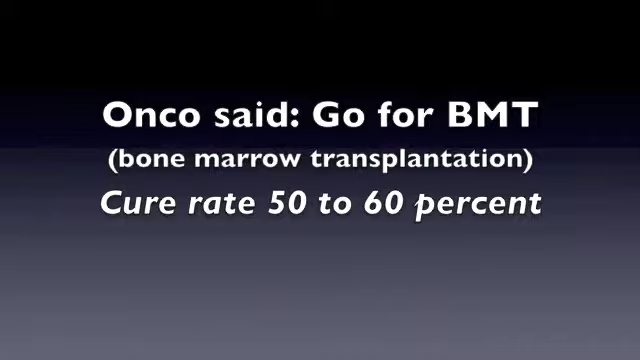 Onco said: Go for BMT
(bone marrow transplantation)
Cure rate 50 to 60 percent